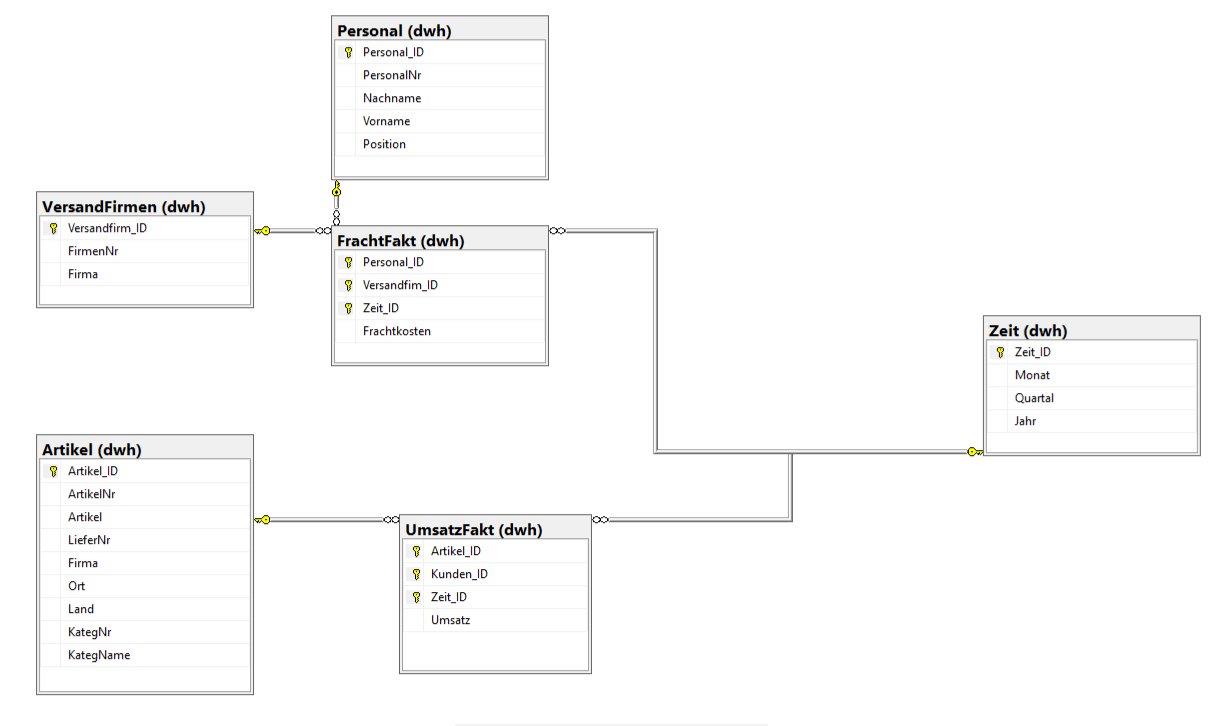 Personal (dwh)
Personal_ID
PersonalNr
Nachname
Vorname
Position
VersandFirmen (dwh)
Versandfirm_ID
FirmenNr
Firma
FrachtFakt (dwh)
Personal_ID
Versandfim_ID
Zeit_ID
Frachtkosten
Zeit (dwh)
Zeit_ID
Monat
Quartal
Jahr
Artikel (dwh)
Artikel_ID
ArtikelNr
Artikel
LieferNr
Firma
Ort
Land
KategNr
KategName
UmsatzFakt (dwh)
Artikel_ID
Kunden_ID
Zeit_ID
Umsatz